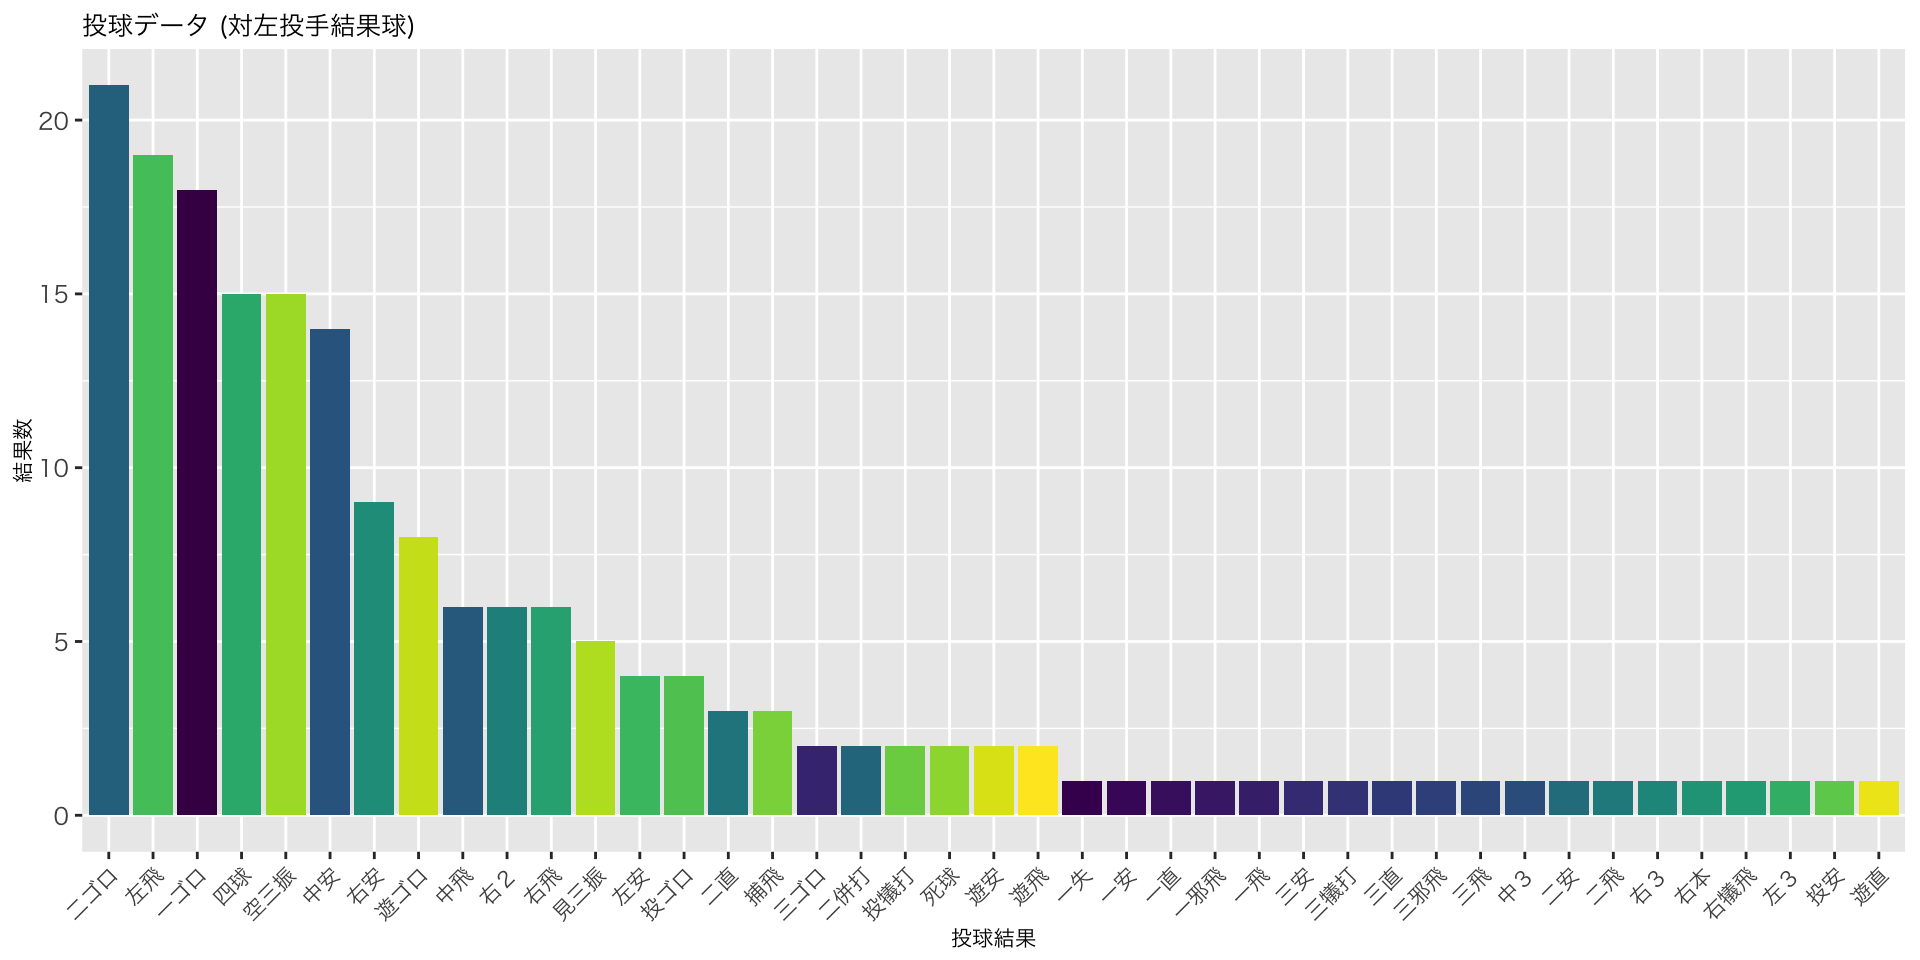 投球データ (対左投手結果球)
結果数
20
15
10
5
0
二ゴロ
左飛
一ゴロ
四球
空三振
中安
右安
遊ゴロ
中飛
右２
右飛
見三振
左安
投ゴロ
二直
捕飛
三ゴロ
二併打
投犠打
死球
遊安
遊飛
一失
一安
一直
一邪飛
一飛
三安
三犠打
三直
三邪飛
三飛
中３
二安
二飛
右３
右本
右犠飛
左３
投安
遊直
投球結果